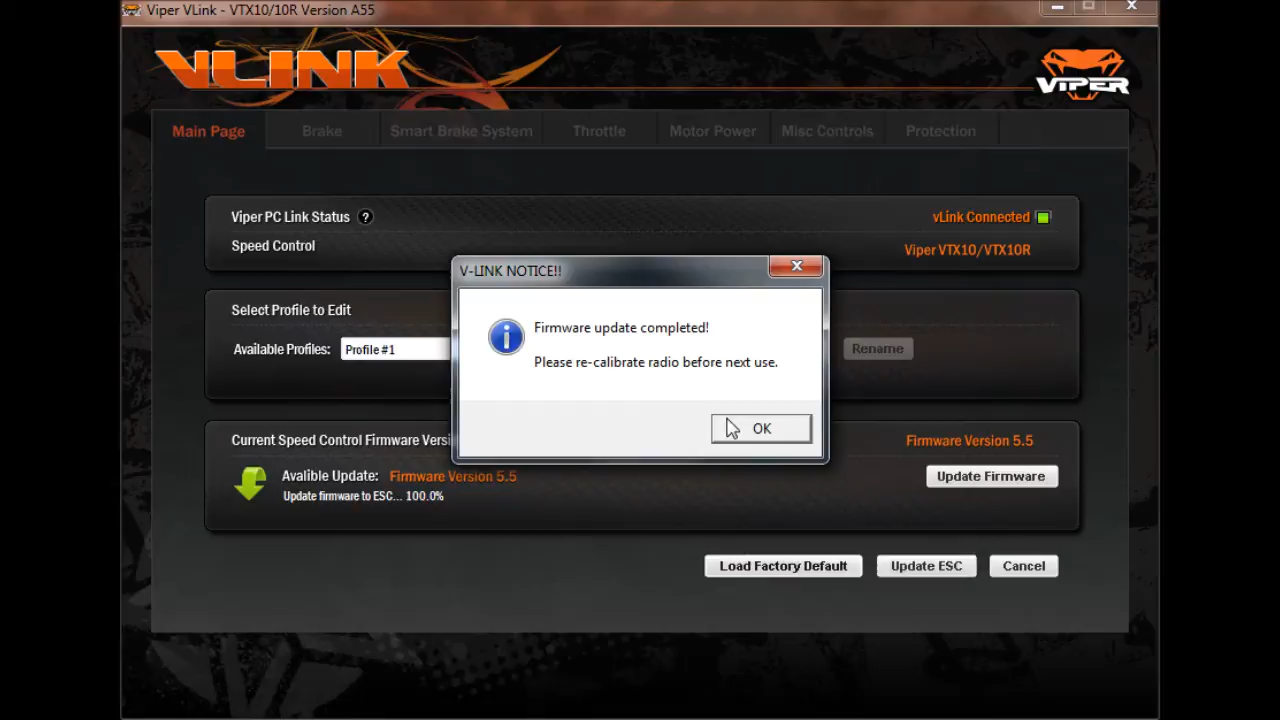 Viper VLink - VTX10/10R Version A55
VLINK
VIPER
Main Page Brake Smart Brake System Throttle Motor Power Misc Controls Protection
Viper PC Link Status ? vLink Connected
Speed Control Viper VTX10/VTX10R
V-LINK NOTICE!!
Firmware update completed!
Please re-calibrate radio before next use.
OK
Select Profile to Edit
Available Profiles: Profile #1 Rename
Current Speed Control Firmware Versi Firmware Version 5.5
Avalible Update: Firmware Version 5.5 Update Firmware
Update firmware to ESC... 100.0%
Load Factory Default Update ESC Cancel